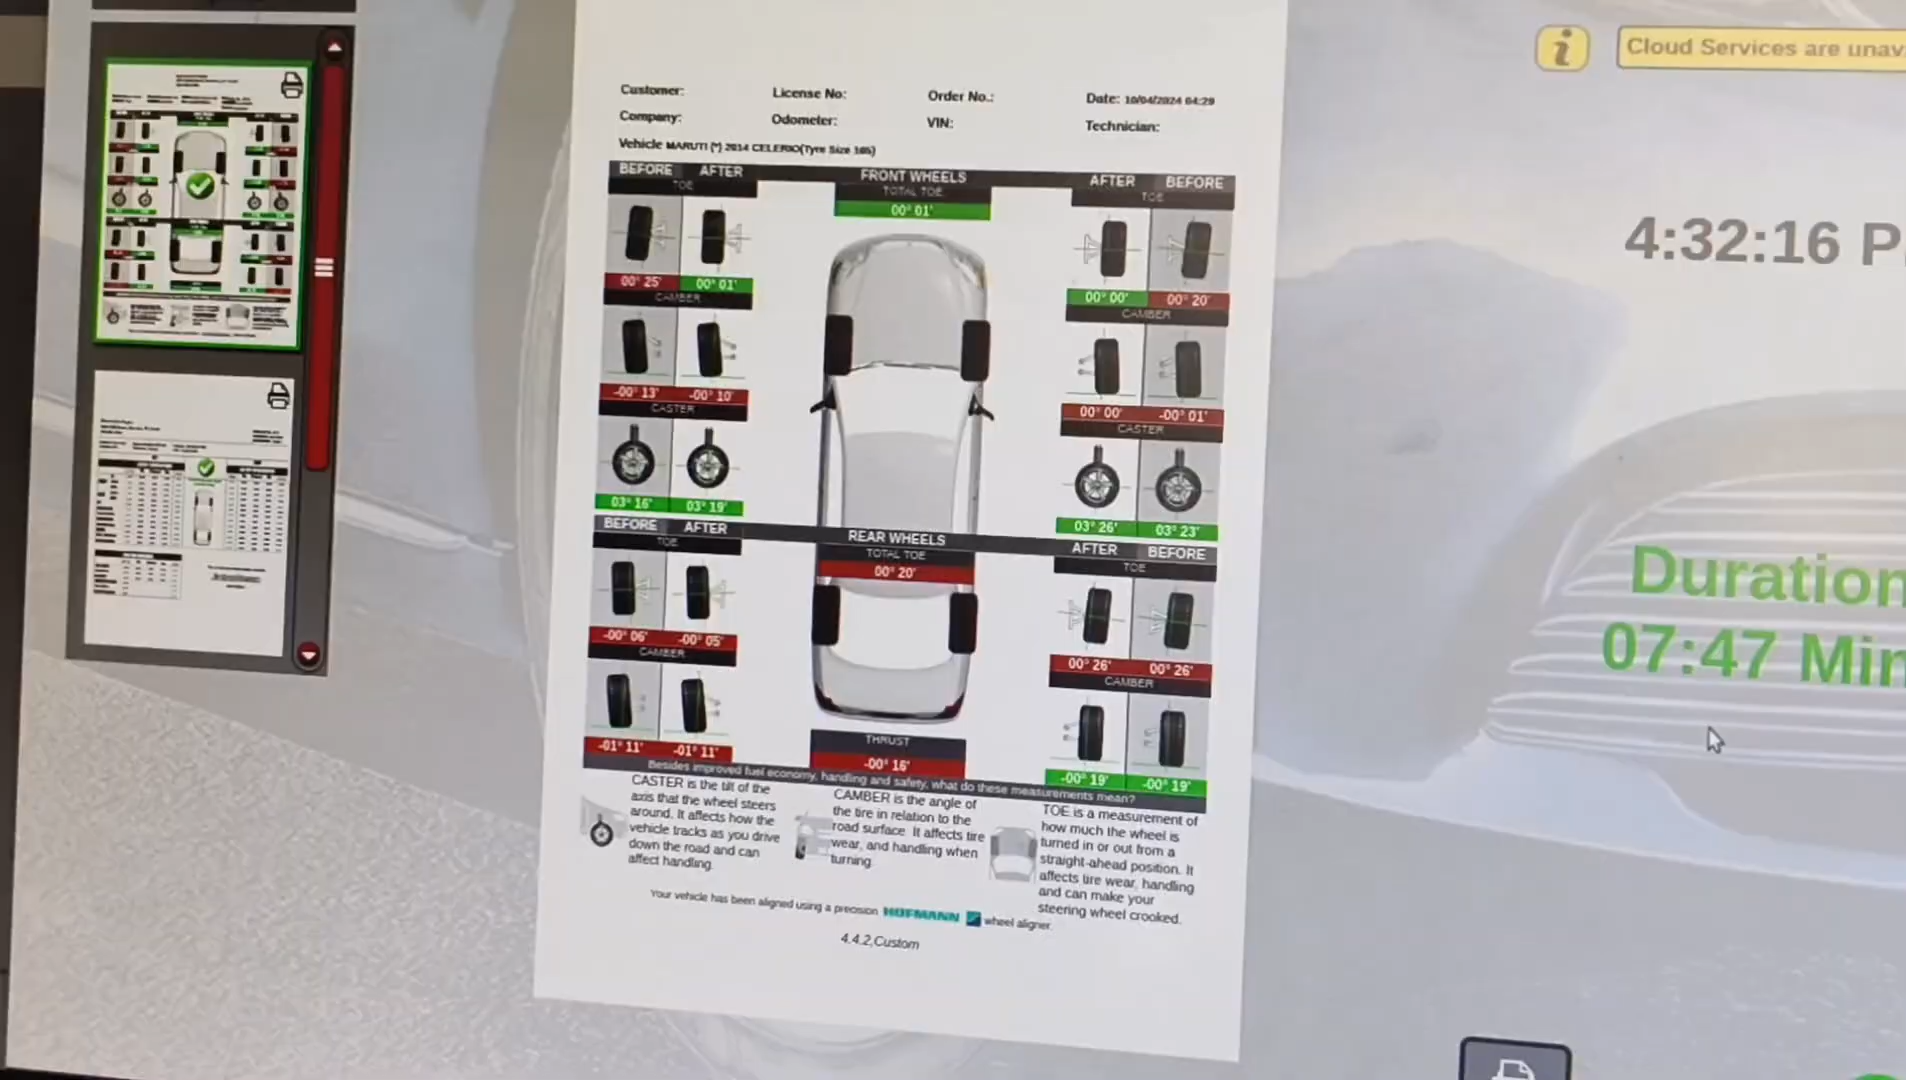 Cloud Services are unav
Customer: License No: Order No.: Date: 10/04/2024 04:29
Company: Odometer: VIN: Technician:
Vehicle MARUTI (*) 2014 CELERIO(Tyre Size 165)
BEFORE AFTER FRONT WHEELS AFTER BEFORE
TOE TOTAL TOE TOE
00° 01'
00° 25' 00° 01' 00° 00' 00° 20'
CAMBER CAMBER
-00° 13' -00° 10' 00° 00' -00° 01'
CASTER CASTER
03° 16' 03° 19' 03° 26' 03° 23'
BEFORE AFTER REAR WHEELS AFTER BEFORE
TOE TOTAL TOE TOE
00° 20'
-00° 06' -00° 05' 00° 26' 00° 26'
CAMBER CAMBER
-01° 11' -01° 11' -00° 19' -00° 19'
THRUST
-00° 16'
Besides improved fuel economy, handling and safety, what do these measurements mean?
CASTER is the tilt of the
axis that the wheel steers
around. It affects how the
vehicle tracks as you drive
down the road and can
affect handling.
CAMBER is the angle of
the tire in relation to the
road surface. It affects tire
wear, and handling when
turning.
TOE is a measurement of
how much the wheel is
turned in or out from a
straight-ahead position. It
affects tire wear, handling
and can make your
steering wheel crooked.
Your vehicle has been aligned using a precision HOFMANN wheel aligner.
4.4.2,Custom
4:32:16 P
Duration
07:47 Min